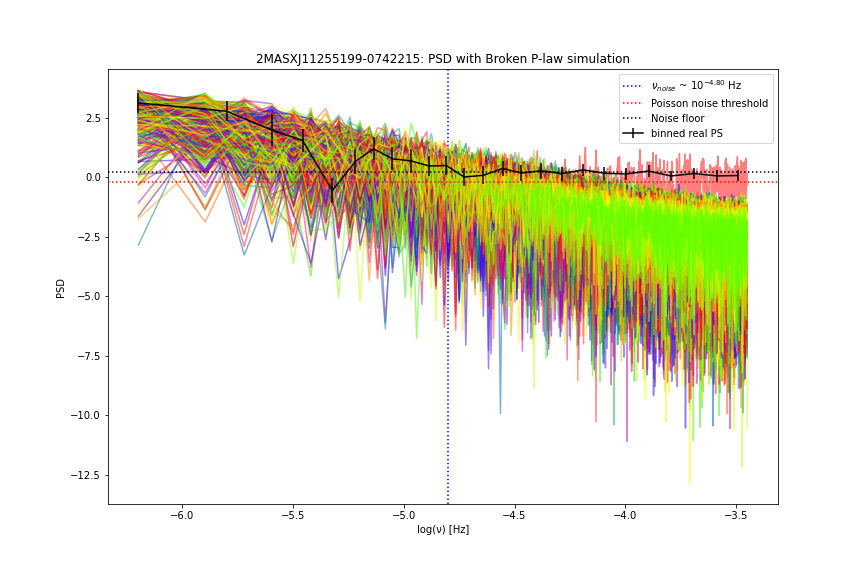 2MASXJ11255199-0742215: PSD with Broken P-law simulation
ν_noise ~ 10^−4.80 Hz
Poisson noise threshold
Noise floor
binned real PS
2.5
0.0
−2.5
−5.0
−7.5
−10.0
−12.5
PSD
−6.0 −5.5 −5.0 −4.5 −4.0 −3.5
log(ν) [Hz]